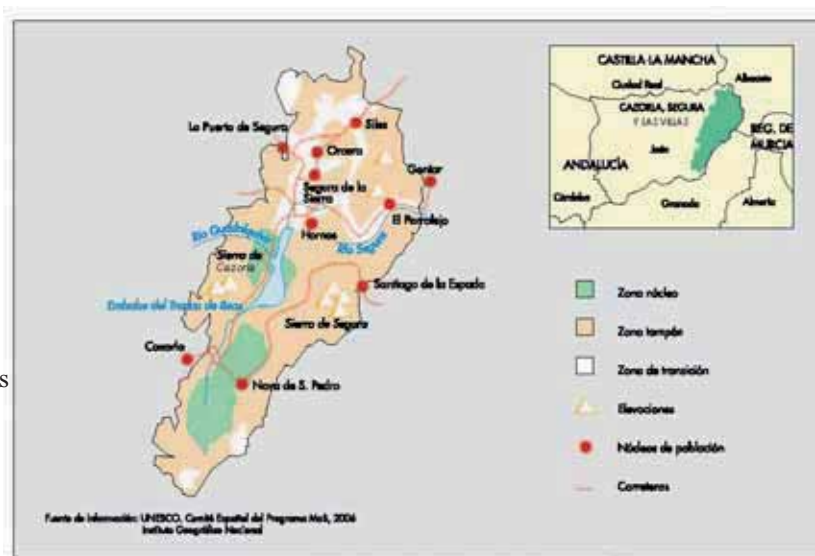 CASTILLA-LA MANCHA
Ciudad Real
Albacete
CAZORLA, SEGURA
Y LAS VILLAS
REG. DE
MURCIA
Jaén
ANDALUCÍA
Córdoba
Granada
Almería
Siles
La Puerta de Segura
Orcera
Segura de la
Sierra
Génlar
El Parralejo
Hornos
Río Guadalquivir
Río Segura
Sierra de
Cazorla
Santiago de la Espada
Embalse del Tranco de Beas
Sierra de Segura
Cazorla
s
Nava de S. Pedro
Zona núcleo
Zona tampón
Zona de transición
Elevaciones
Núcleos de población
Carreteras
Fuente de Información: UNESCO, Comité Español del Programa MaB, 2006
Instituto Geográfico Nacional